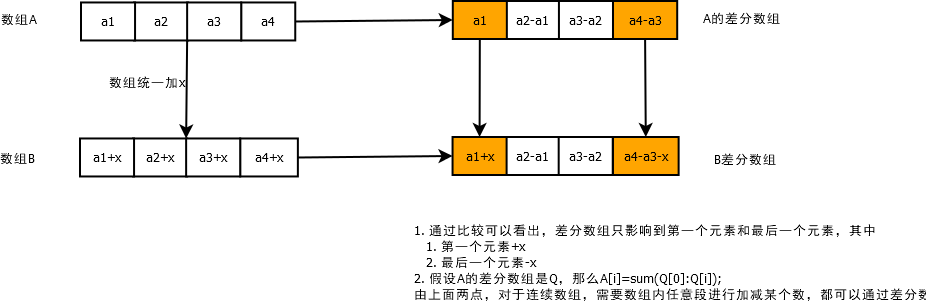 数组A a1 a2 a3 a4 a1 a2-a1 a3-a2 a4-a3 A的差分数组
数组统一加x
数组B a1+x a2+x a3+x a4+x a1+x a2-a1 a3-a2 a4-a3-x B差分数组
1. 通过比较可以看出，差分数组只影响到第一个元素和最后一个元素，其中
1. 第一个元素+x
2. 最后一个元素-x
2. 假设A的差分数组是Q，那么A[i]=sum(Q[0]:Q[i]);
由上面两点，对于连续数组，需要数组内任意段进行加减某个数，都可以通过差分数